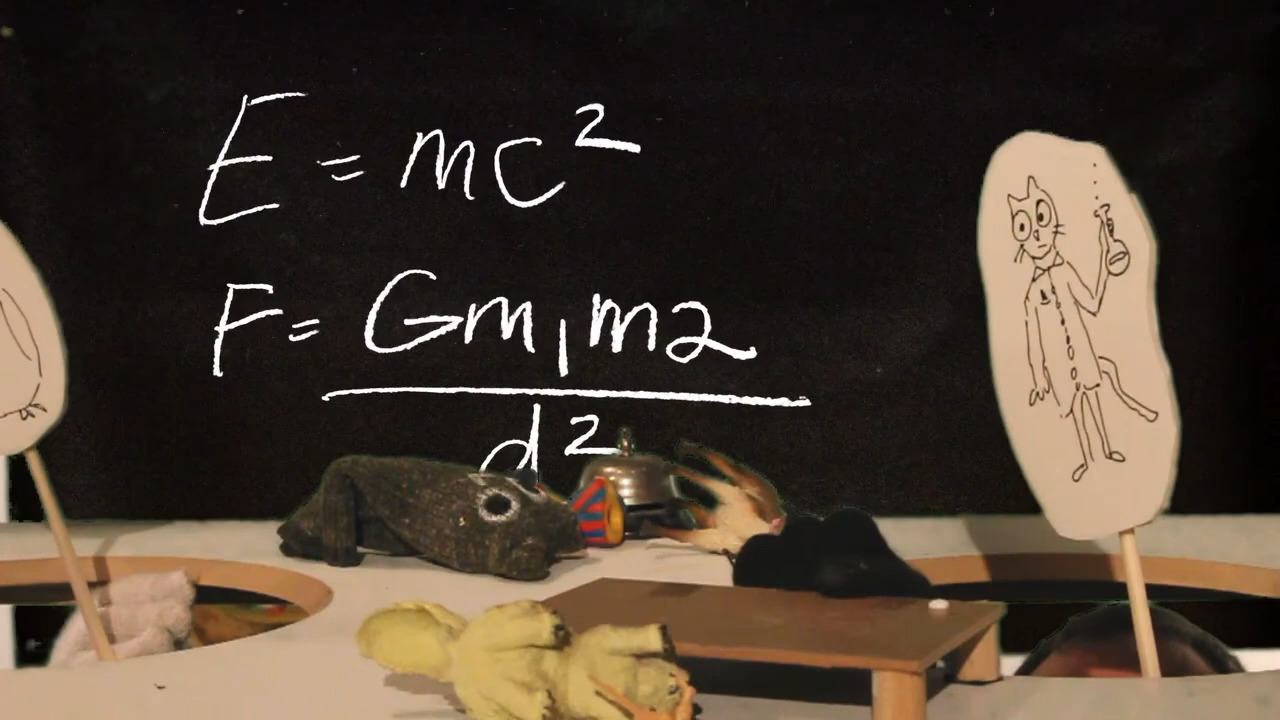 E = mc²
F = Gm₁m2
d²